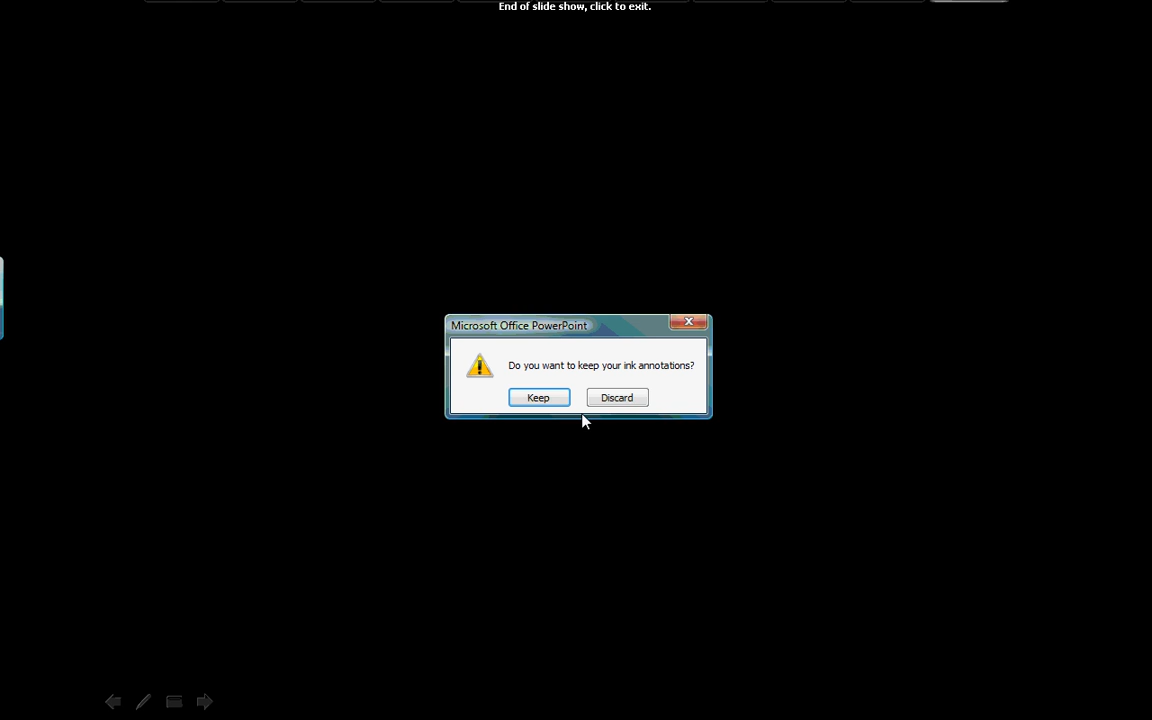 End of slide show, click to exit.
Microsoft Office PowerPoint
Do you want to keep your ink annotations?
Keep
Discard